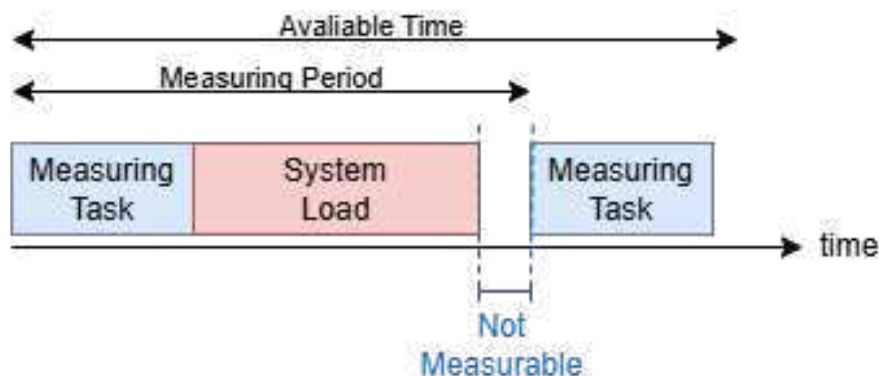 Avaliable Time
Measuring Period
Measuring
Task
System
Load
Measuring
Task
time
Not
Measurable